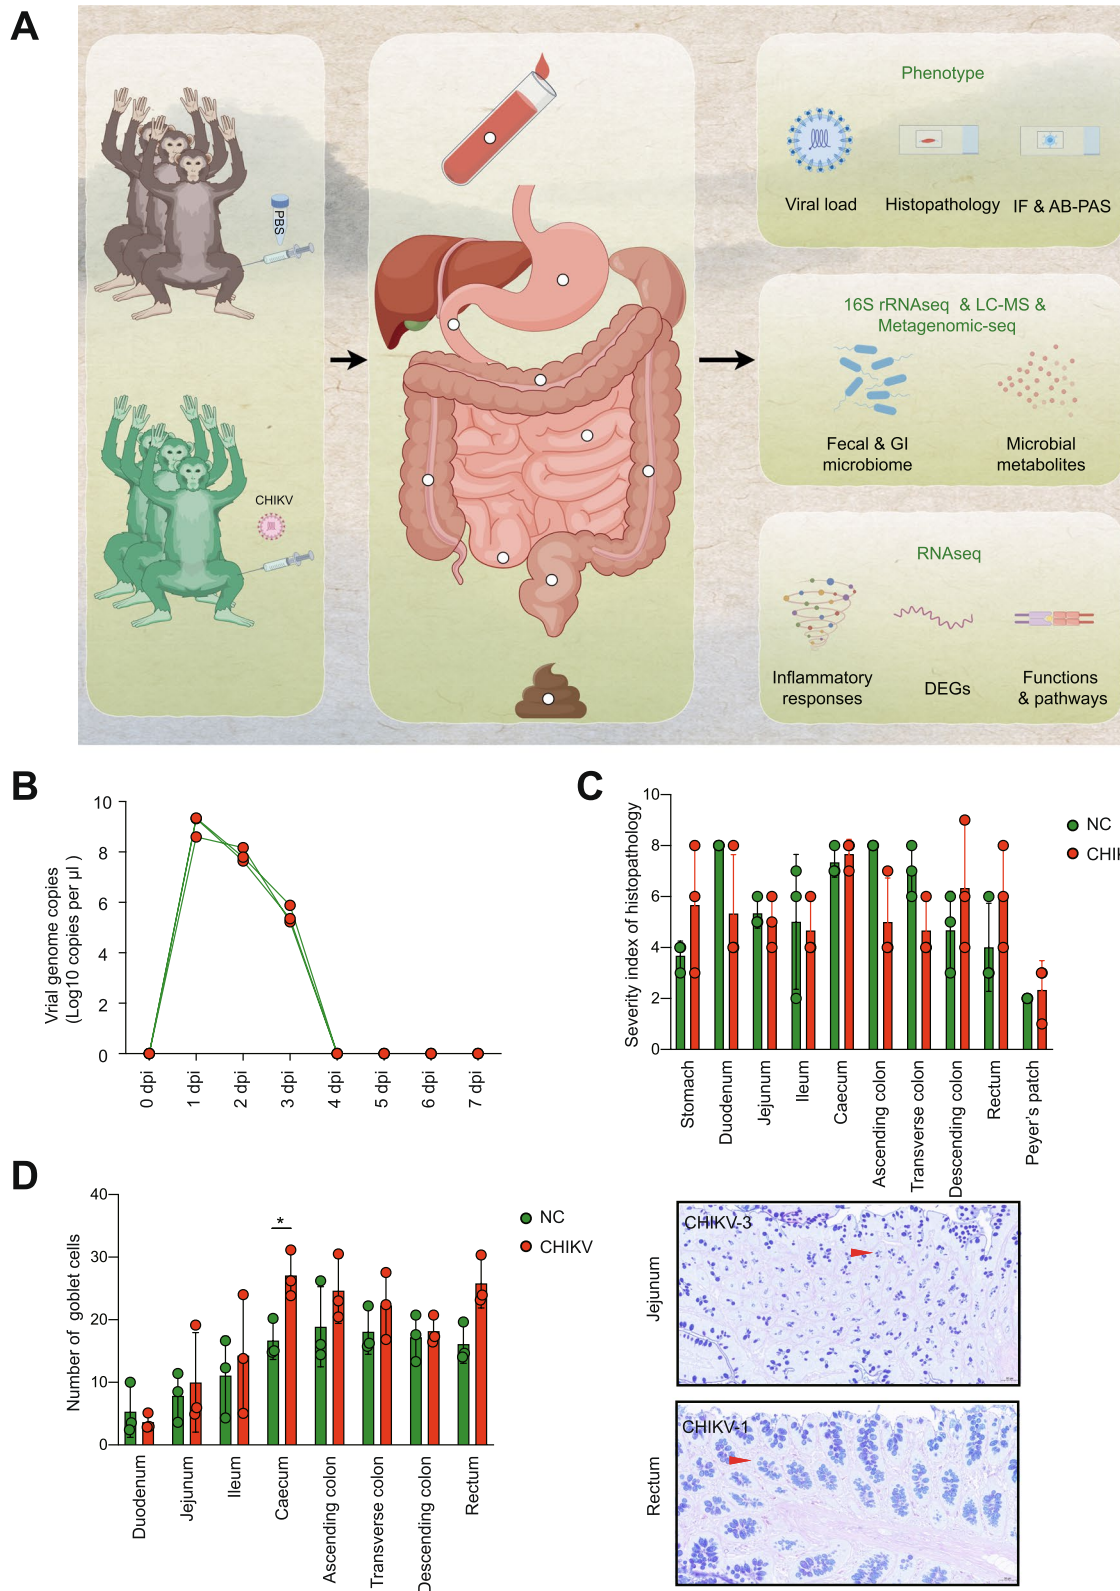 A
PBS
CHIKV
Phenotype
Viral load
Histopathology
IF & AB-PAS
16S rRNAseq & LC-MS &
Metagenomic-seq
Fecal & GI
microbiome
Microbial
metabolites
RNAseq
Inflammatory
responses
DEGs
Functions
& pathways
B
Vrial genome copies
(Log10 copies per µl)
10
8
6
4
2
0
0 dpi
1 dpi
2 dpi
3 dpi
4 dpi
5 dpi
6 dpi
7 dpi
C
Severity index of histopathology
10
8
6
4
2
0
NC
CHI
Stomach
Duodenum
Jejunum
Ileum
Caecum
Ascending colon
Transverse colon
Descending colon
Rectum
Peyer's patch
D
Number of goblet cells
40
30
20
10
0
*
NC
CHIKV
Duodenum
Jejunum
Ileum
Caecum
Ascending colon
Transverse colon
Descending colon
Rectum
Jejunum
CHIKV-3
Rectum
CHIKV-1